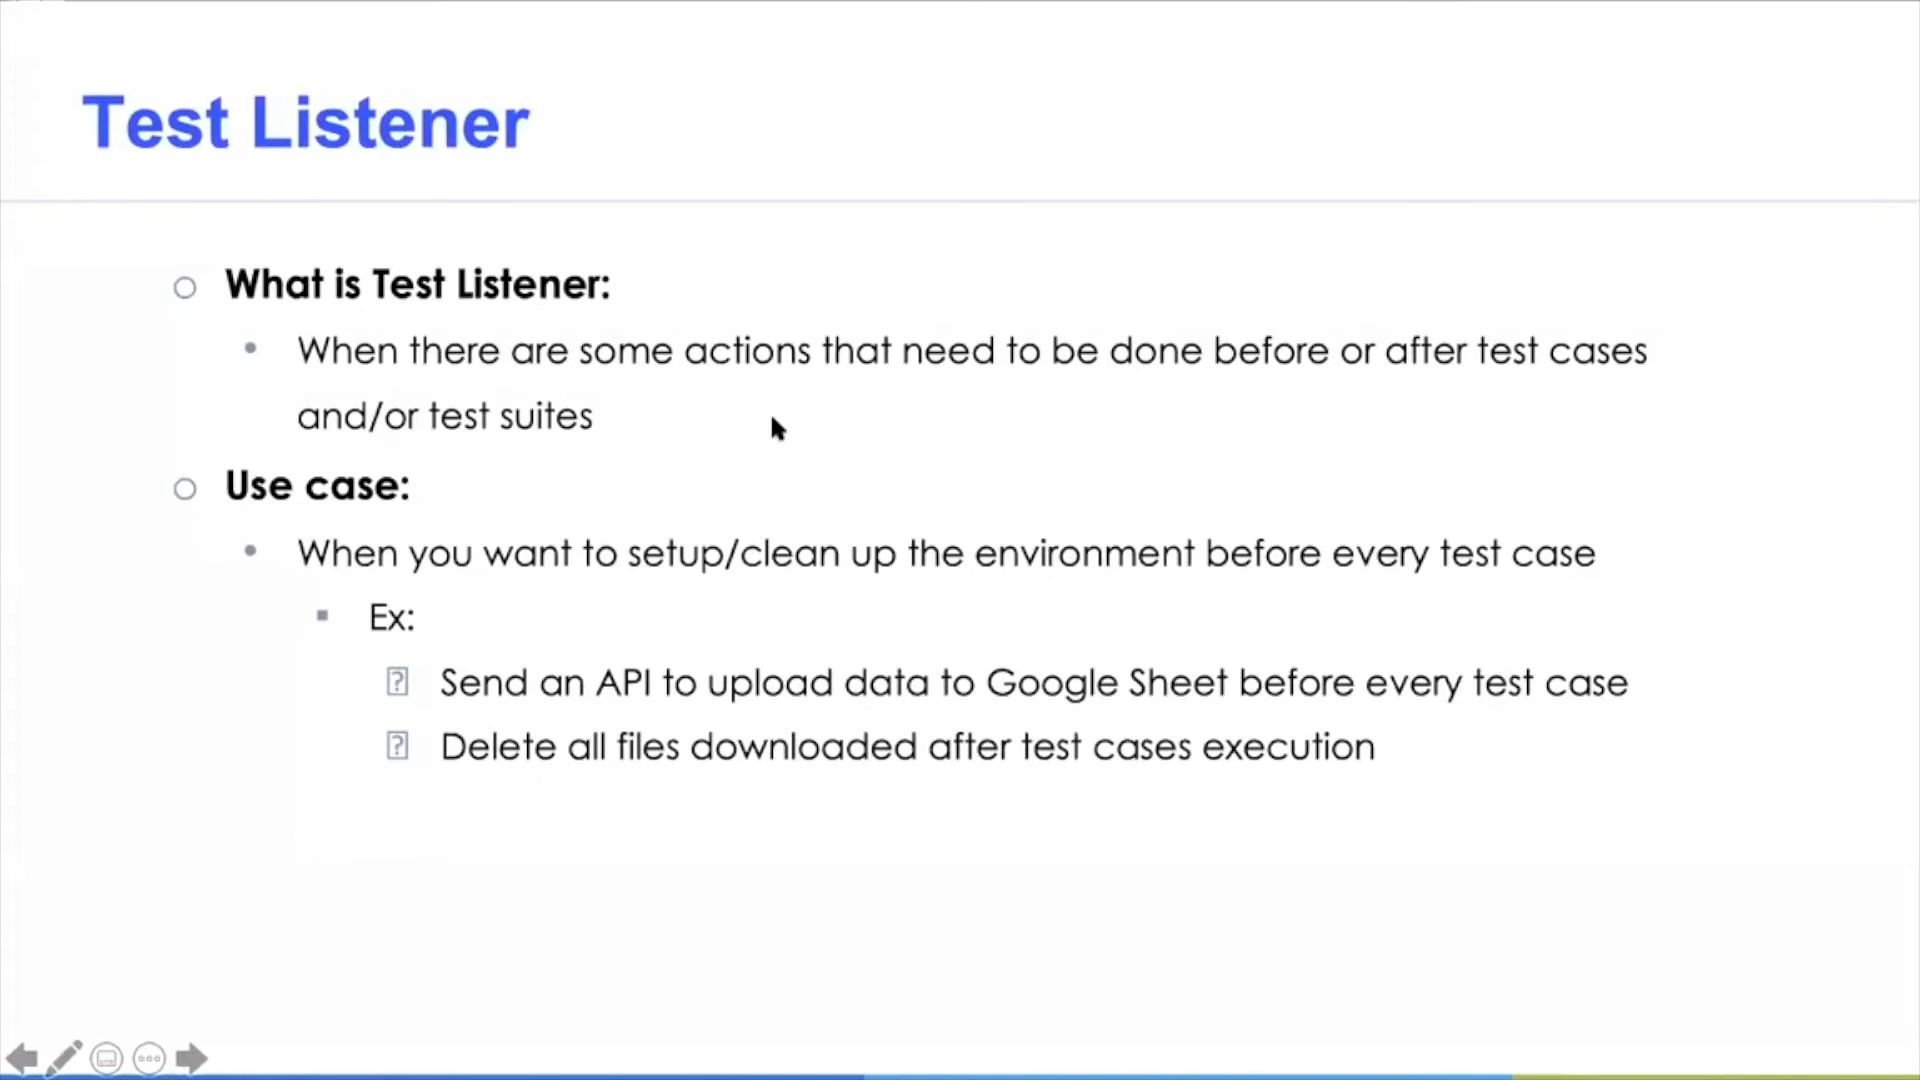 Test Listener
What is Test Listener:
When there are some actions that need to be done before or after test cases
and/or test suites
Use case:
When you want to setup/clean up the environment before every test case
Ex:
Send an API to upload data to Google Sheet before every test case
Delete all files downloaded after test cases execution